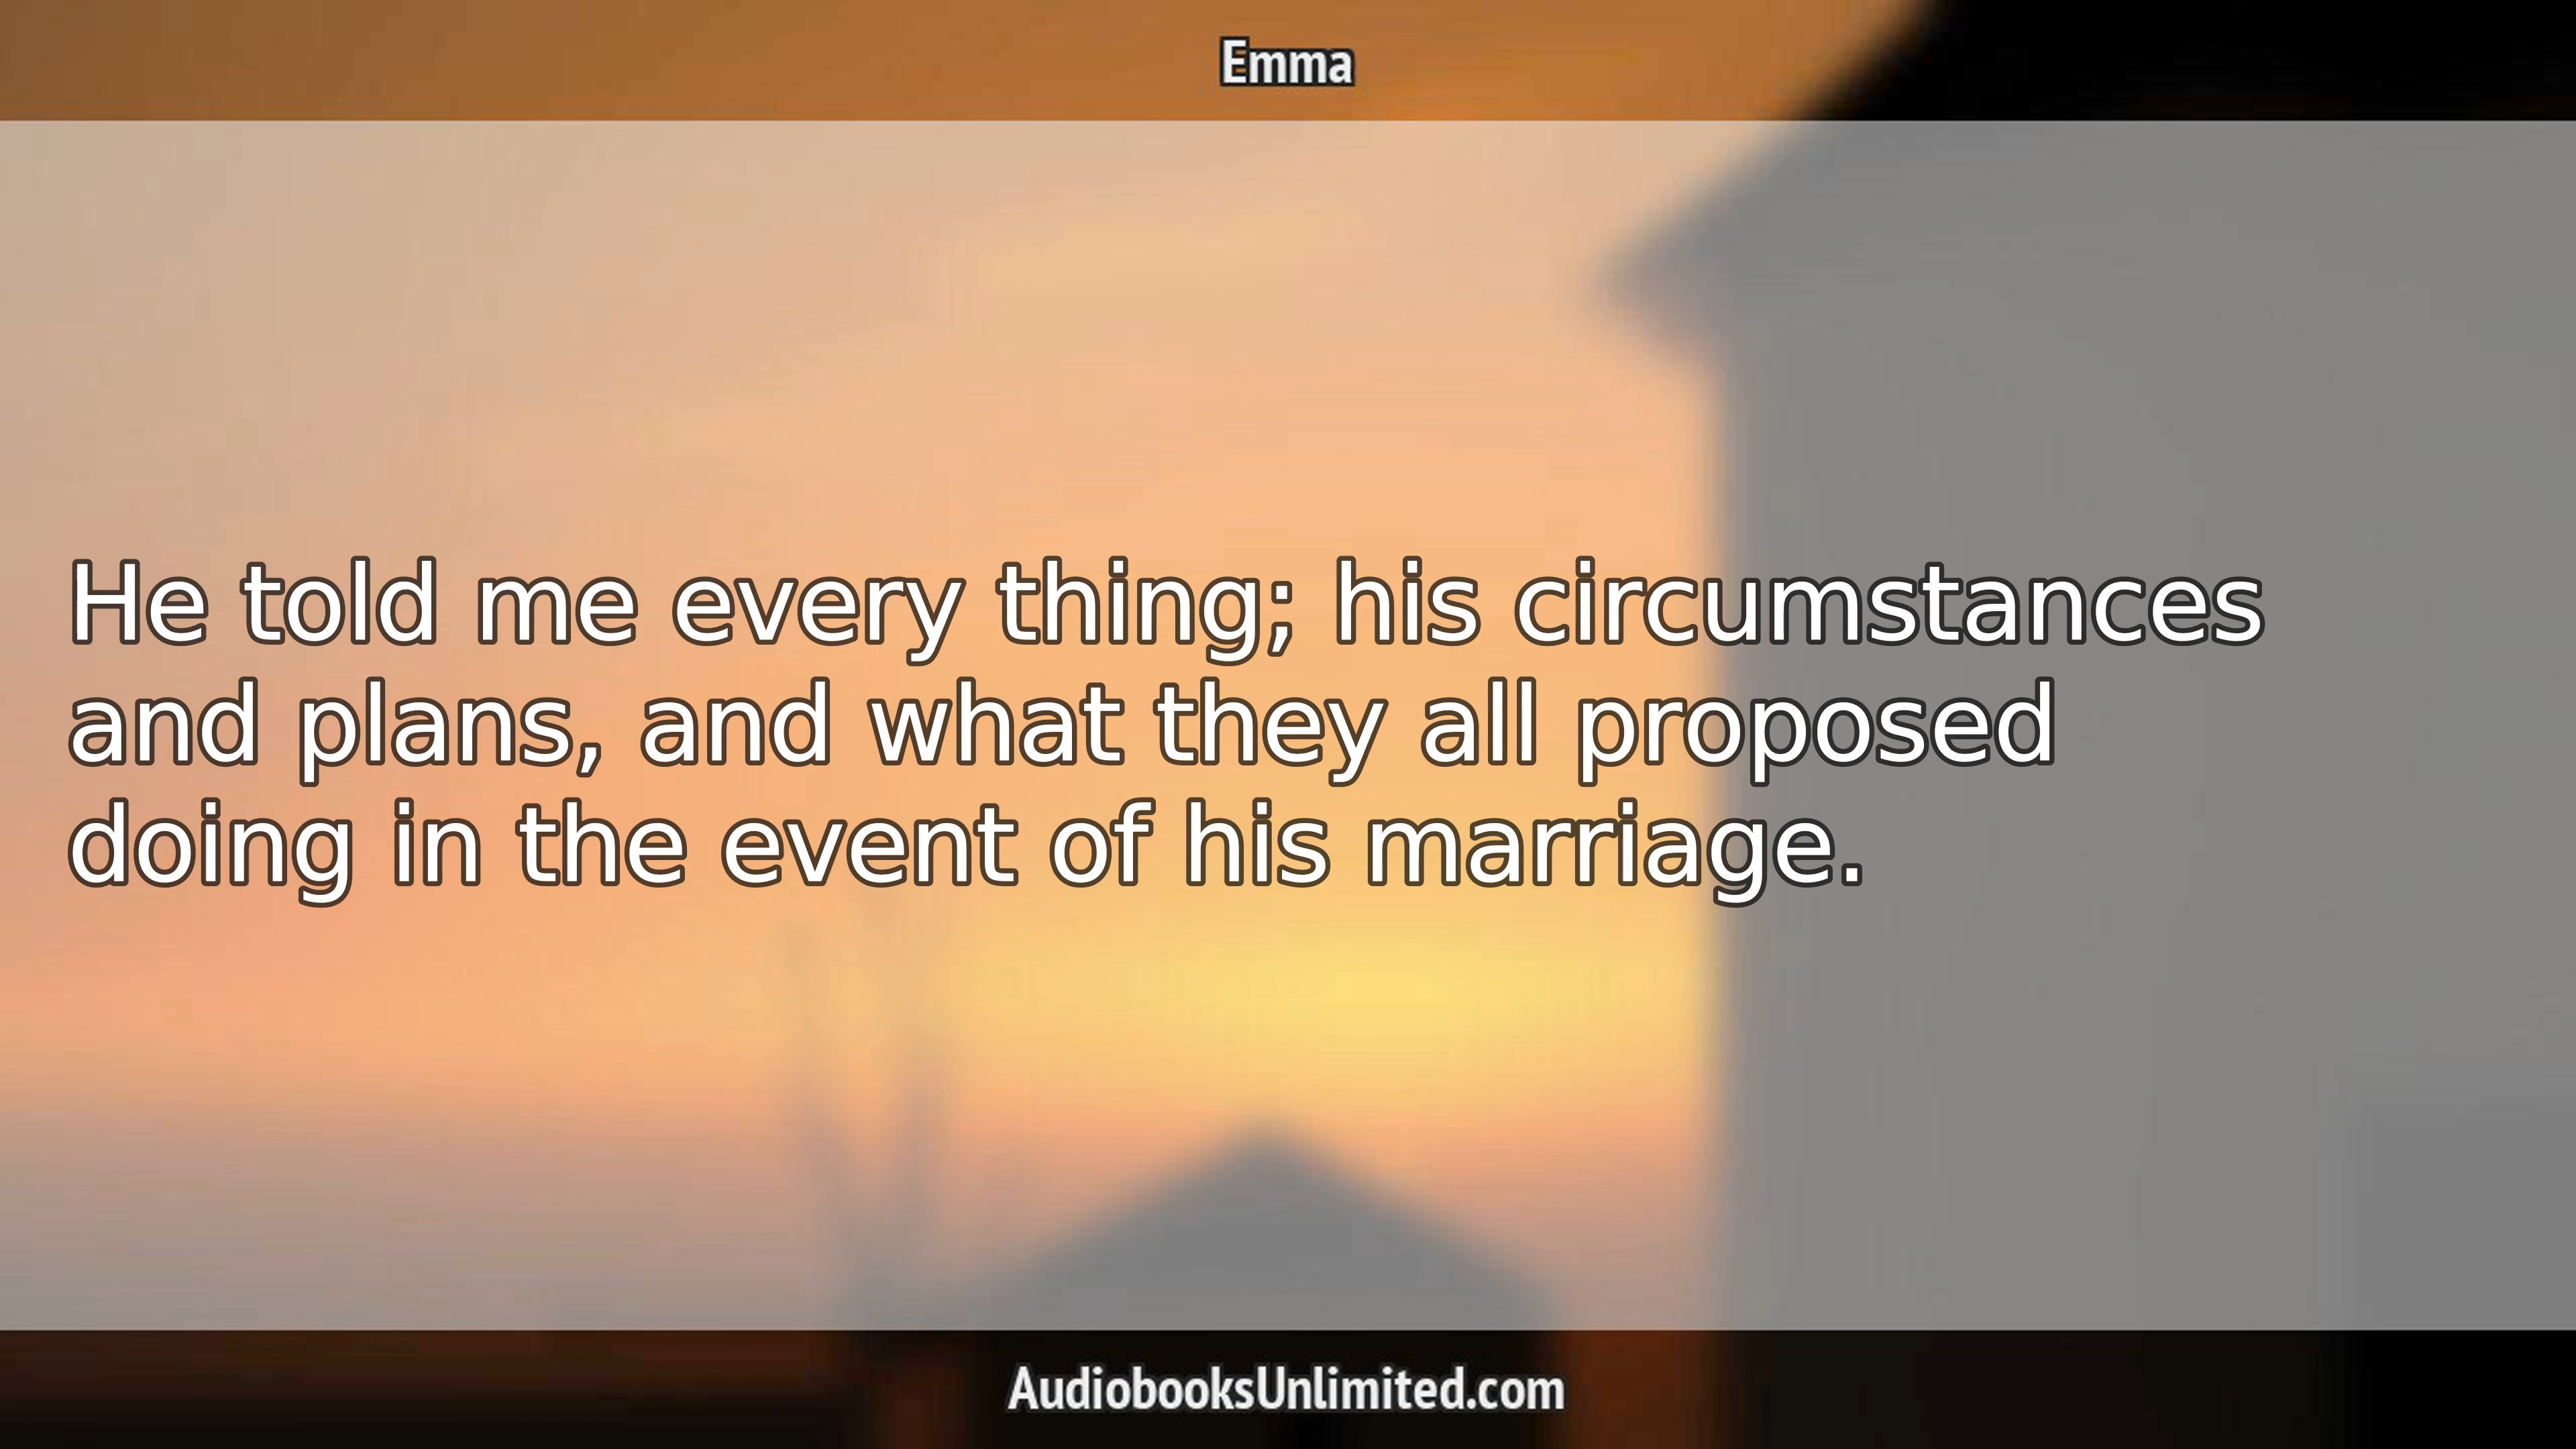 Emma
He told me every thing; his circumstances
and plans, and what they all proposed
doing in the event of his marriage.
AudiobooksUnlimited.com